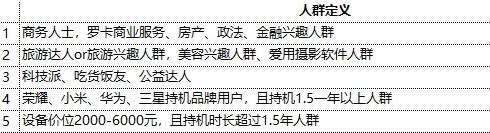 人群定义
1 商务人士，罗卡商业服务、房产、政法、金融兴趣人群
2 旅游达人or旅游兴趣人群，美容兴趣人群、爱用摄影软件人群
3 科技派、吃货饭友、公益达人
4 荣耀、小米、华为、三星持机品牌用户，且持机1.5一年以上人群
5 设备价位2000-6000元，且持机时长超过1.5年人群